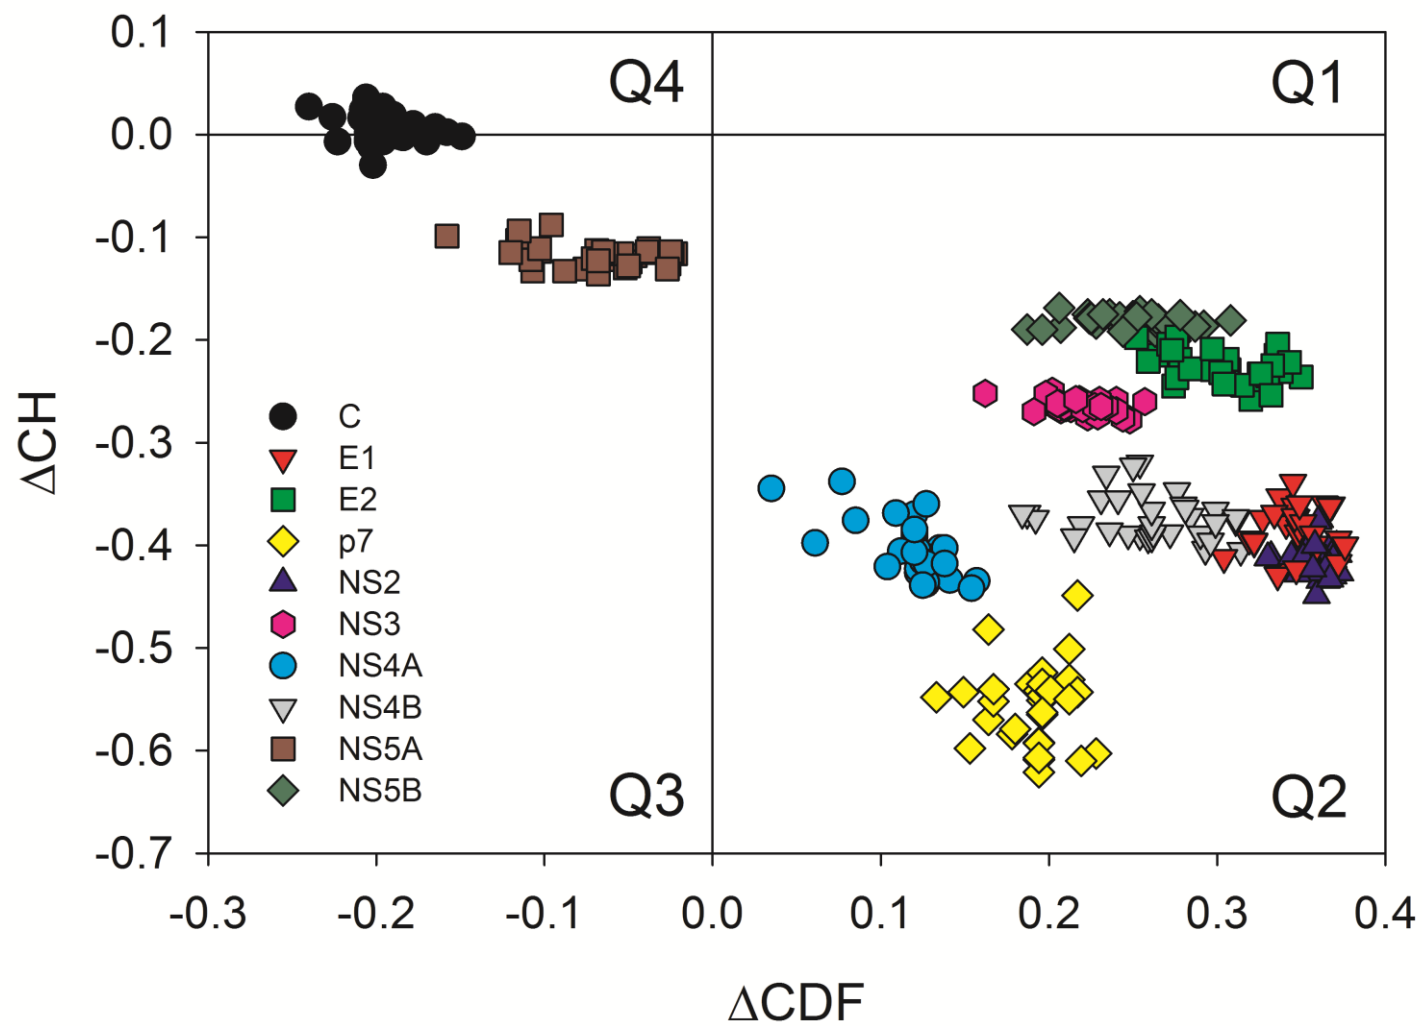 0.1
0.0
-0.1
-0.2
-0.3
-0.4
-0.5
-0.6
-0.7
ΔCH
Q4
Q1
C
E1
E2
p7
NS2
NS3
NS4A
NS4B
NS5A
NS5B
Q3
Q2
-0.3 -0.2 -0.1 0.0 0.1 0.2 0.3 0.4
ΔCDF